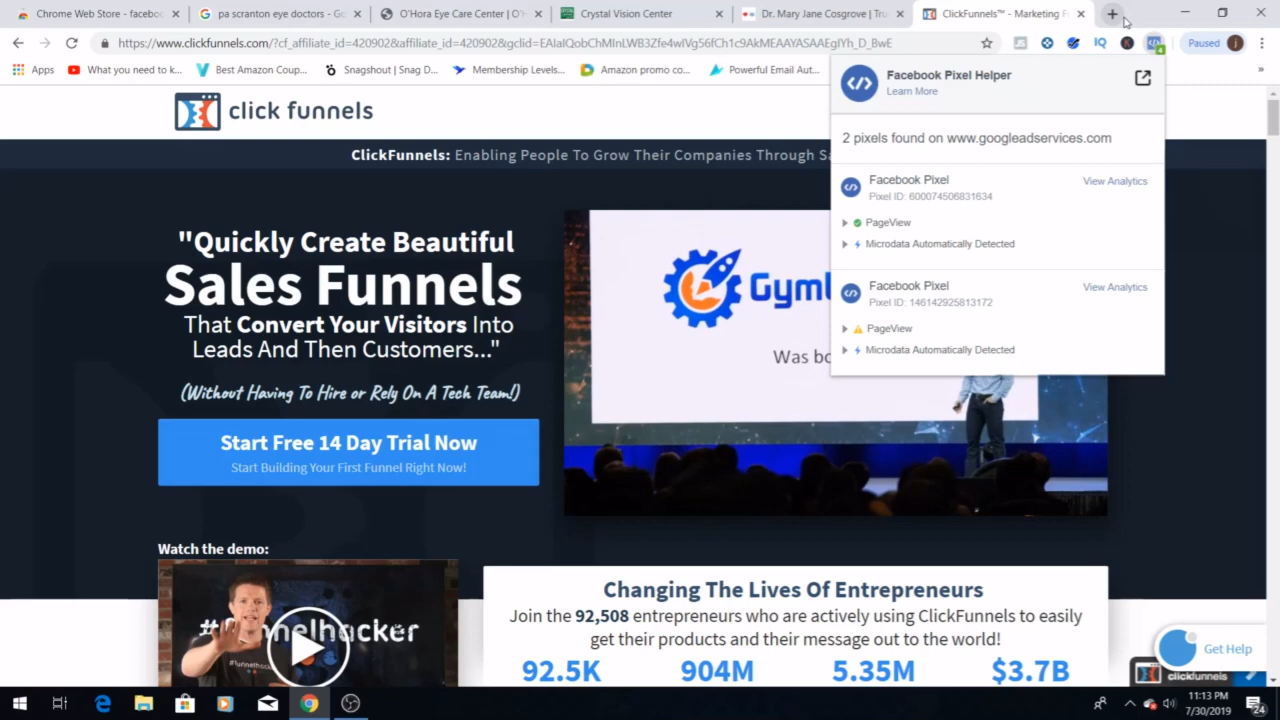 Chrome Web Store - faceboo
pa scranton eye doctors - Go
O'Hora Eye Care Center | O'H
Crystal Vision Center
Dr. Mary Jane Cosgrove | Tru
ClickFunnels™ - Marketing F
https://www.clickfunnels.com/?cf_affiliate_id=420902&affiliate_id=420902&gclid=EAIaIQobChMInLWB3Zfe4wIVg56fCh1c9AkMEAAYASAAEgIYh_D_BwE
IQ
Paused
Apps
What you need to k...
Best Amazon Coup...
Snagshout | Snag D...
Membership Levels...
Amazon promo co...
Powerful Email Aut...
»
Facebook Pixel Helper
Learn More
click funnels
2 pixels found on www.googleadservices.com
ClickFunnels: Enabling People To Grow Their Companies Through Sa
Facebook Pixel
View Analytics
Pixel ID: 600074506831634
PageView
Microdata Automatically Detected
Facebook Pixel
View Analytics
Pixel ID: 146142925813172
PageView
Microdata Automatically Detected
"Quickly Create Beautiful
Sales Funnels
That Convert Your Visitors Into
Leads And Then Customers..."
(Without Having To Hire or Rely On A Tech Team!)
Start Free 14 Day Trial Now
Start Building Your First Funnel Right Now!
Was bo
Watch the demo:
Changing The Lives Of Entrepreneurs
Join the 92,508 entrepreneurs who are actively using ClickFunnels to easily
get their products and their message out to the world!
92.5K 904M 5.35M $3.7B
Get Help
clickfunnels
11:13 PM
7/30/2019
24